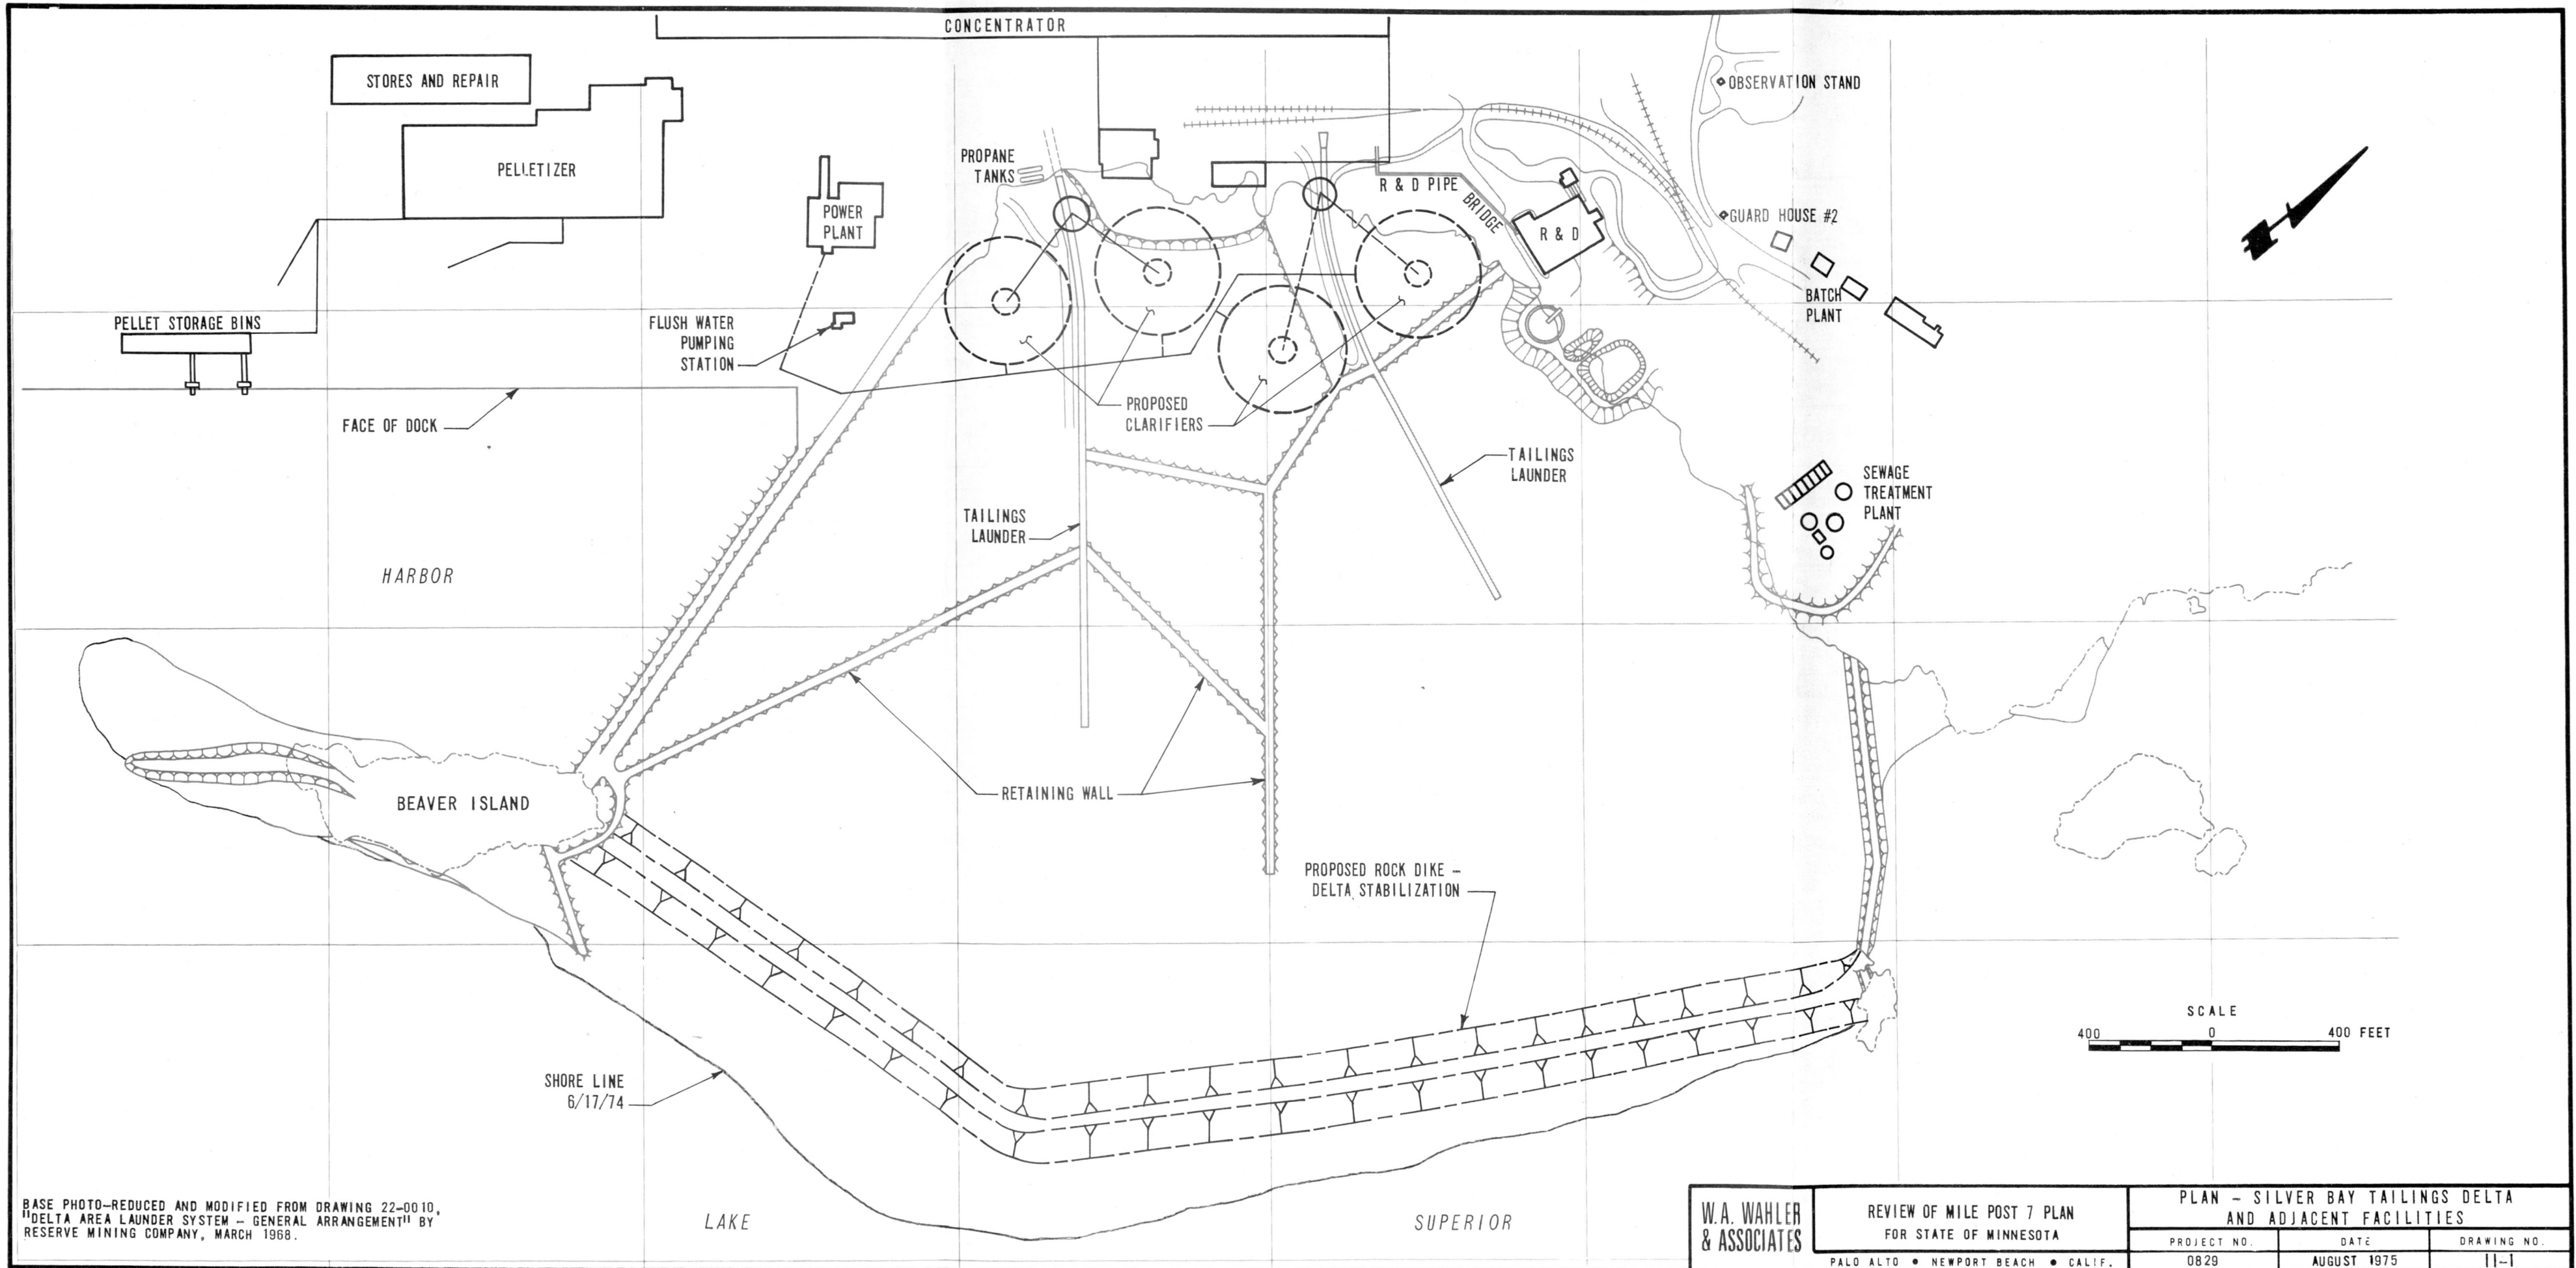 CONCENTRATOR
STORES AND REPAIR
PELLETIZER
OBSERVATION STAND
PROPANE
TANKS
R & D PIPE
BRIDGE
R & D
GUARD HOUSE #2
POWER
PLANT
BATCH
PLANT
PELLET STORAGE BINS
FLUSH WATER
PUMPING
STATION
FACE OF DOCK
PROPOSED
CLARIFIERS
TAILINGS
LAUNDER
SEWAGE
TREATMENT
PLANT
TAILINGS
LAUNDER
HARBOR
BEAVER ISLAND
RETAINING WALL
PROPOSED ROCK DIKE –
DELTA STABILIZATION
SCALE
400 0 400 FEET
SHORE LINE
6/17/74
LAKE SUPERIOR
BASE PHOTO-REDUCED AND MODIFIED FROM DRAWING 22-0010,
"DELTA AREA LAUNDER SYSTEM – GENERAL ARRANGEMENT" BY
RESERVE MINING COMPANY, MARCH 1968.
W.A. WAHLER
& ASSOCIATES
REVIEW OF MILE POST 7 PLAN
FOR STATE OF MINNESOTA
PALO ALTO • NEWPORT BEACH • CALIF.
PLAN – SILVER BAY TAILINGS DELTA
AND ADJACENT FACILITIES
PROJECT NO. DATE DRAWING NO.
0829 AUGUST 1975 II-1